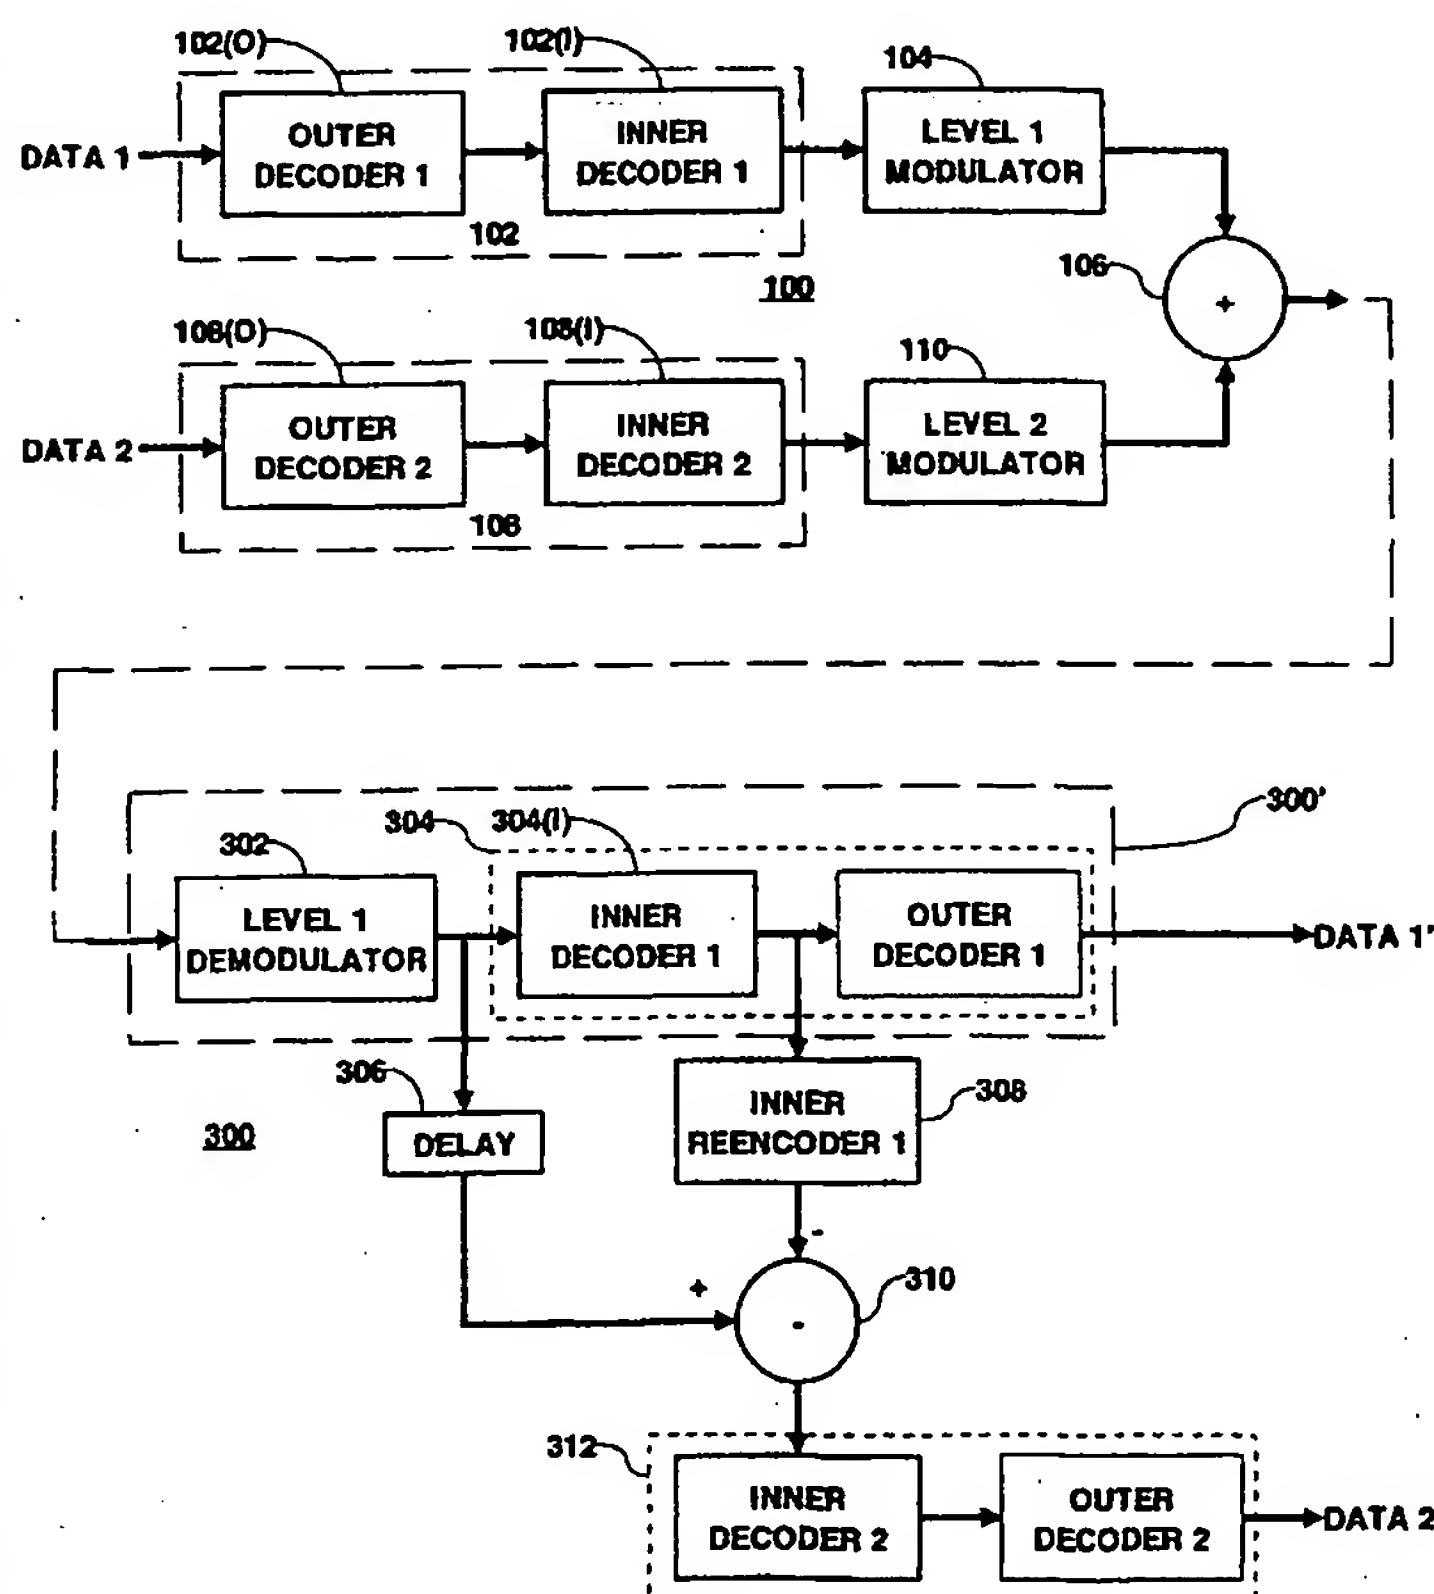 102(O)
102(I)
104
DATA 1
OUTER
DECODER 1
INNER
DECODER 1
LEVEL 1
MODULATOR
102
100
106
+
108(O)
108(I)
110
DATA 2
OUTER
DECODER 2
INNER
DECODER 2
LEVEL 2
MODULATOR
108
300'
304
304(I)
302
LEVEL 1
DEMODULATOR
INNER
DECODER 1
OUTER
DECODER 1
DATA 1'
306
300
DELAY
INNER
REENCODER 1
308
-
+
310
-
312
INNER
DECODER 2
OUTER
DECODER 2
DATA 2